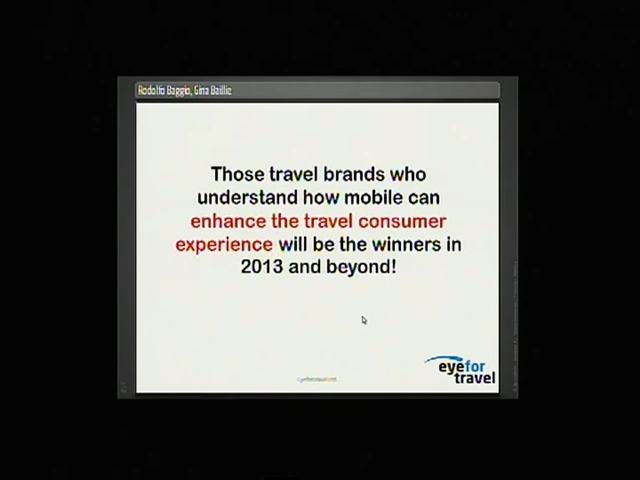 Rodolfo Baggio, Gina Baillie
Those travel brands who
understand how mobile can
enhance the travel consumer
experience will be the winners in
2013 and beyond!
eyefor
travel